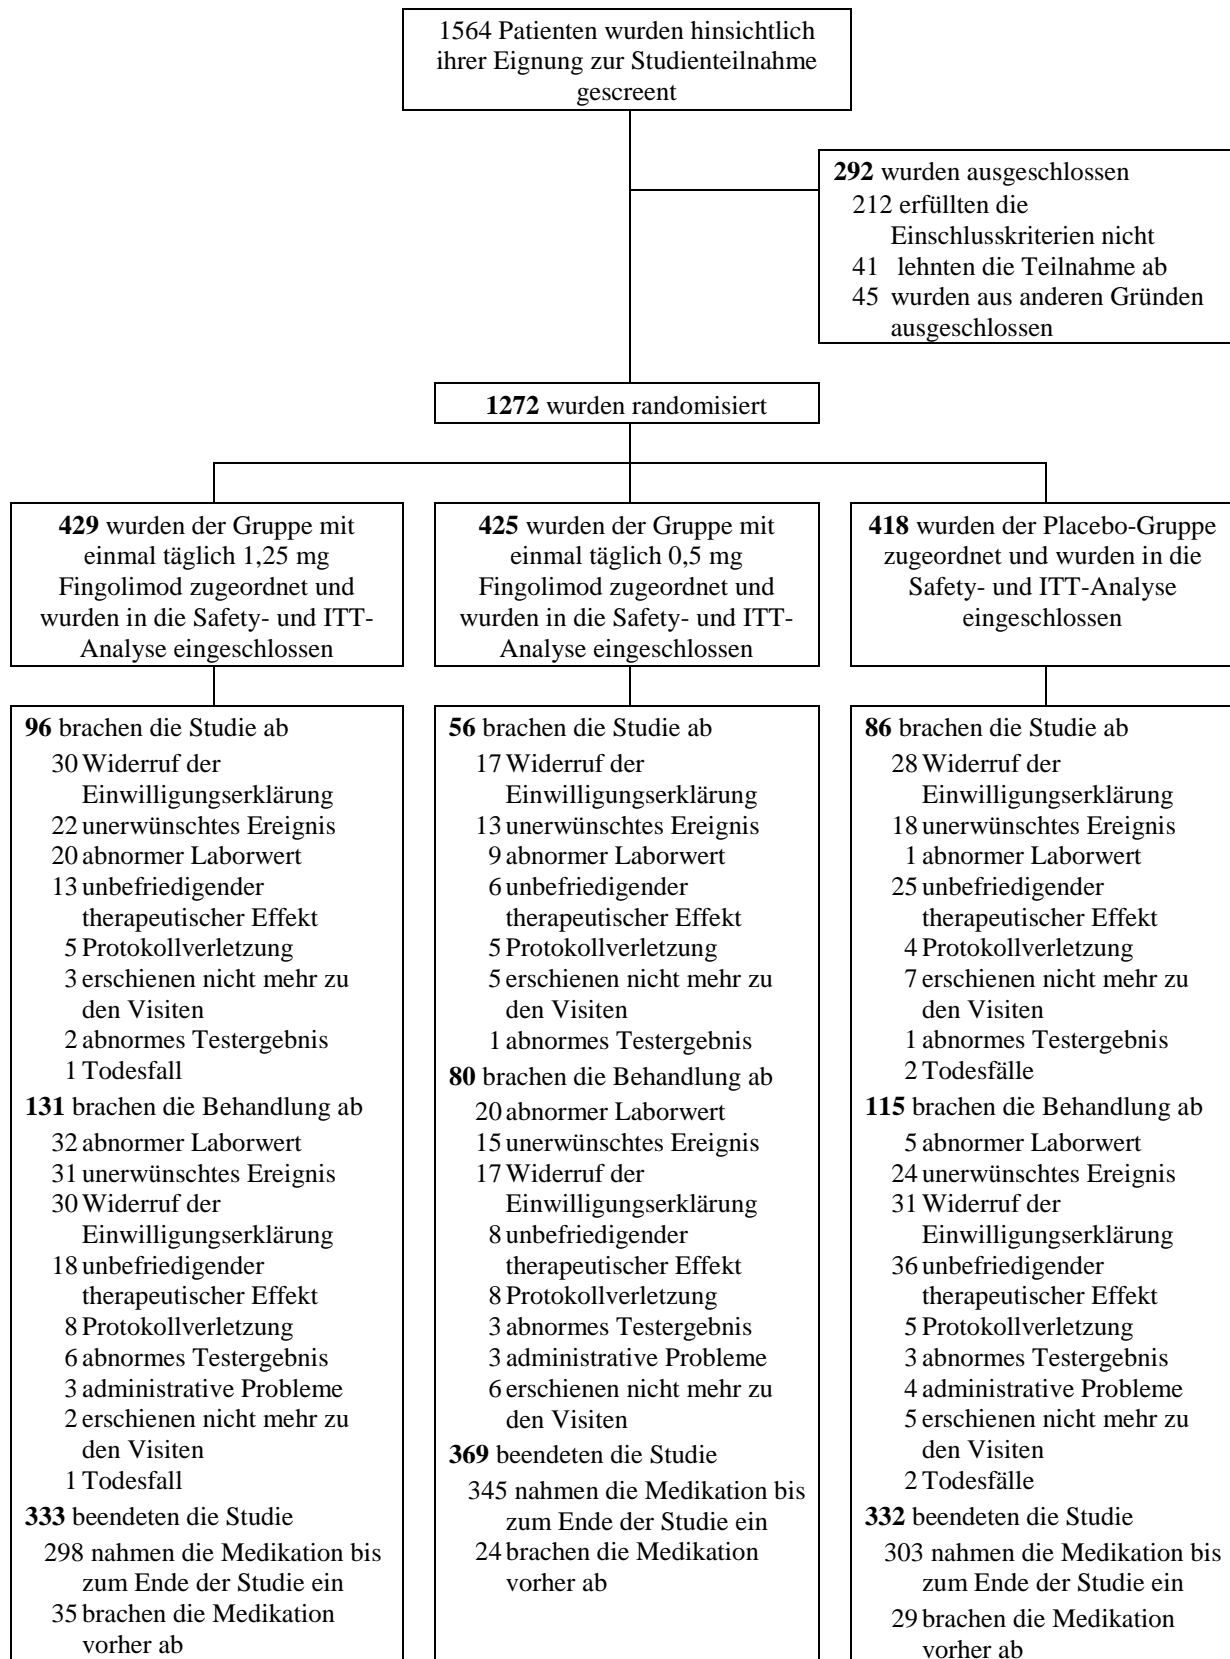 1564 Patienten wurden hinsichtlich
ihrer Eignung zur Studienteilnahme
gescreent
292 wurden ausgeschlossen
212 erfüllten die
Einschlusskriterien nicht
41 lehnten die Teilnahme ab
45 wurden aus anderen Gründen
ausgeschlossen
1272 wurden randomisiert
429 wurden der Gruppe mit
einmal täglich 1,25 mg
Fingolimod zugeordnet und
wurden in die Safety- und ITT-
Analyse eingeschlossen
425 wurden der Gruppe mit
einmal täglich 0,5 mg
Fingolimod zugeordnet und
wurden in die Safety- und ITT-
Analyse eingeschlossen
418 wurden der Placebo-Gruppe
zugeordnet und wurden in die
Safety- und ITT-Analyse
eingeschlossen
96 brachen die Studie ab
30 Widerruf der
Einwilligungserklärung
22 unerwünschtes Ereignis
20 abnormer Laborwert
13 unbefriedigender
therapeutischer Effekt
5 Protokollverletzung
3 erschienen nicht mehr zu
den Visiten
2 abnormes Testergebnis
1 Todesfall
131 brachen die Behandlung ab
32 abnormer Laborwert
31 unerwünschtes Ereignis
30 Widerruf der
Einwilligungserklärung
18 unbefriedigender
therapeutischer Effekt
8 Protokollverletzung
6 abnormes Testergebnis
3 administrative Probleme
2 erschienen nicht mehr zu
den Visiten
1 Todesfall
333 beendeten die Studie
298 nahmen die Medikation bis
zum Ende der Studie ein
35 brachen die Medikation
vorher ab
56 brachen die Studie ab
17 Widerruf der
Einwilligungserklärung
13 unerwünschtes Ereignis
9 abnormer Laborwert
6 unbefriedigender
therapeutischer Effekt
5 Protokollverletzung
5 erschienen nicht mehr zu
den Visiten
1 abnormes Testergebnis
80 brachen die Behandlung ab
20 abnormer Laborwert
15 unerwünschtes Ereignis
17 Widerruf der
Einwilligungserklärung
8 unbefriedigender
therapeutischer Effekt
8 Protokollverletzung
3 abnormes Testergebnis
3 administrative Probleme
6 erschienen nicht mehr zu
den Visiten
369 beendeten die Studie
345 nahmen die Medikation bis
zum Ende der Studie ein
24 brachen die Medikation
vorher ab
86 brachen die Studie ab
28 Widerruf der
Einwilligungserklärung
18 unerwünschtes Ereignis
1 abnormer Laborwert
25 unbefriedigender
therapeutischer Effekt
4 Protokollverletzung
7 erschienen nicht mehr zu
den Visiten
1 abnormes Testergebnis
2 Todesfälle
115 brachen die Behandlung ab
5 abnormer Laborwert
24 unerwünschtes Ereignis
31 Widerruf der
Einwilligungserklärung
36 unbefriedigender
therapeutischer Effekt
5 Protokollverletzung
3 abnormes Testergebnis
4 administrative Probleme
5 erschienen nicht mehr zu
den Visiten
2 Todesfälle
332 beendeten die Studie
303 nahmen die Medikation bis
zum Ende der Studie ein
29 brachen die Medikation
vorher ab